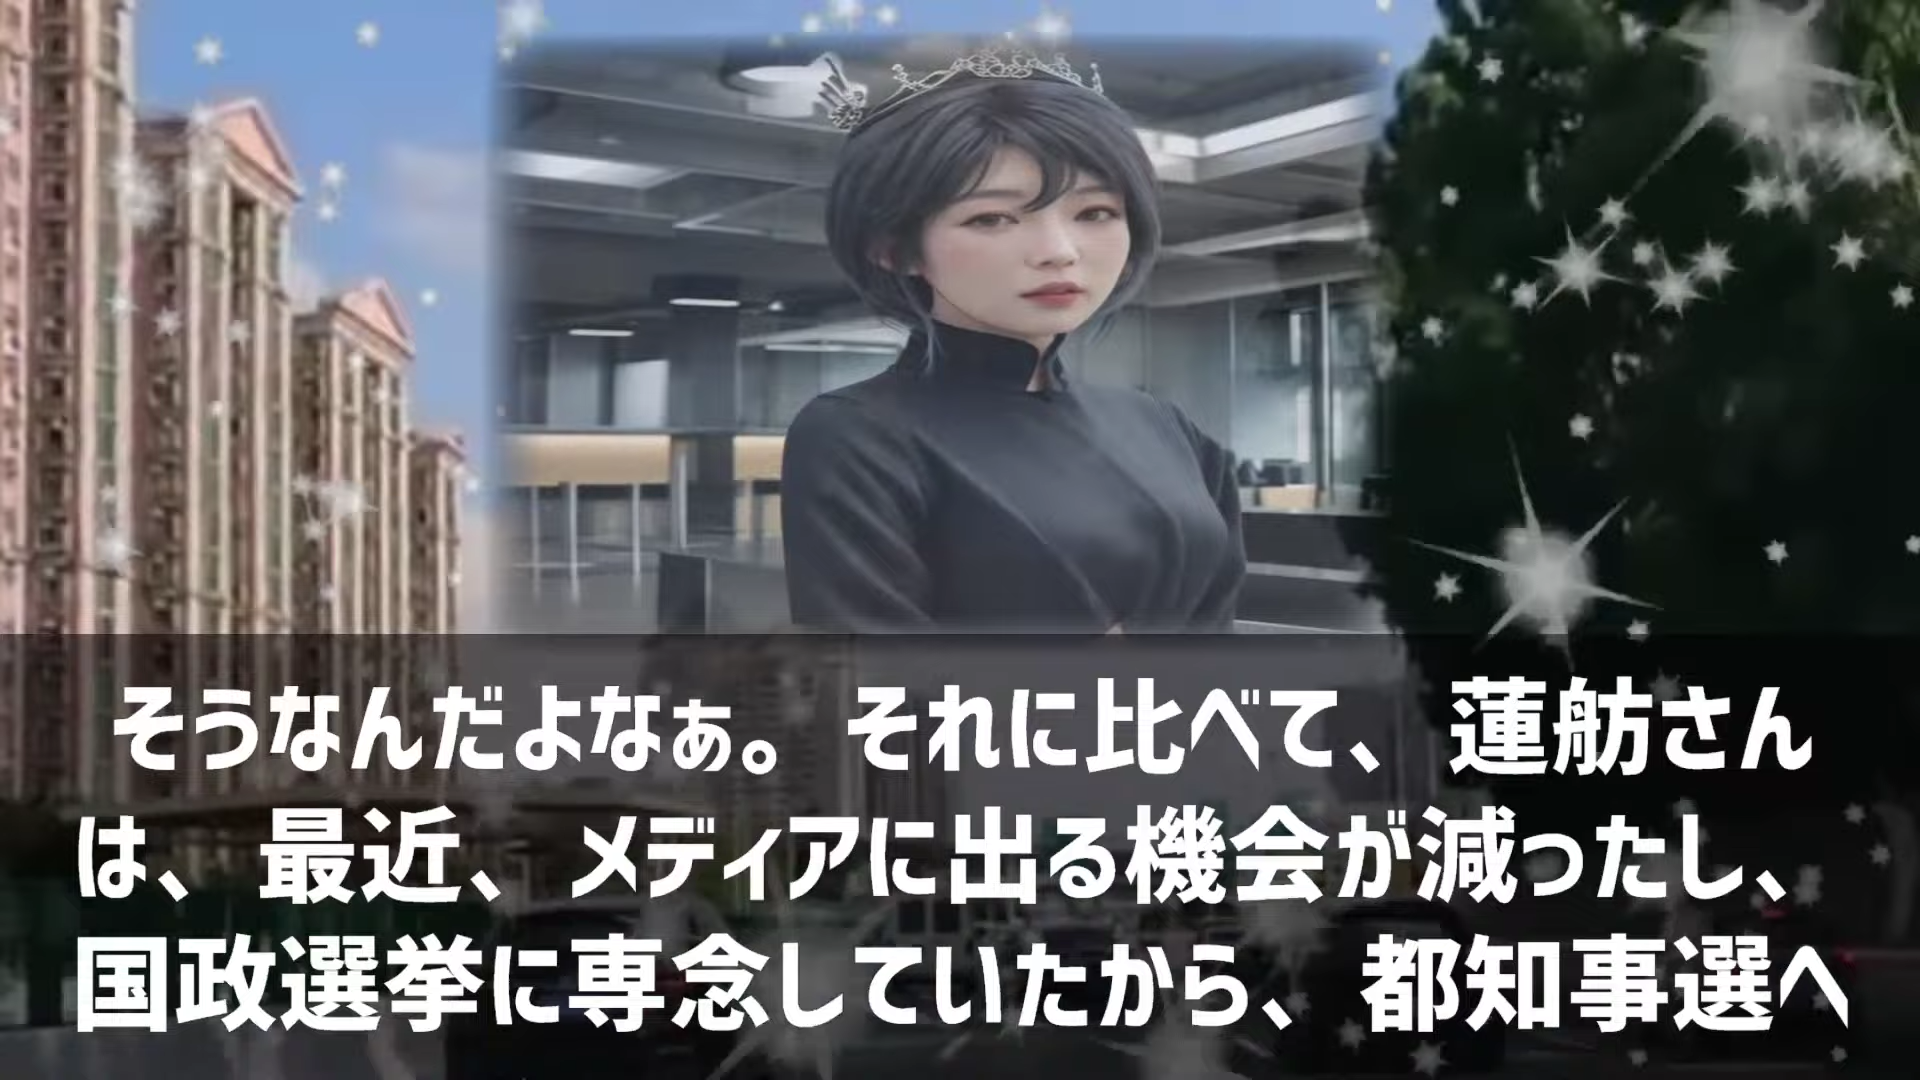 そうなんだよなぁ。それに比べて、蓮舫さん
は、最近、メディアに出る機会が減ったし、
国政選挙に専念していたから、都知事選へ